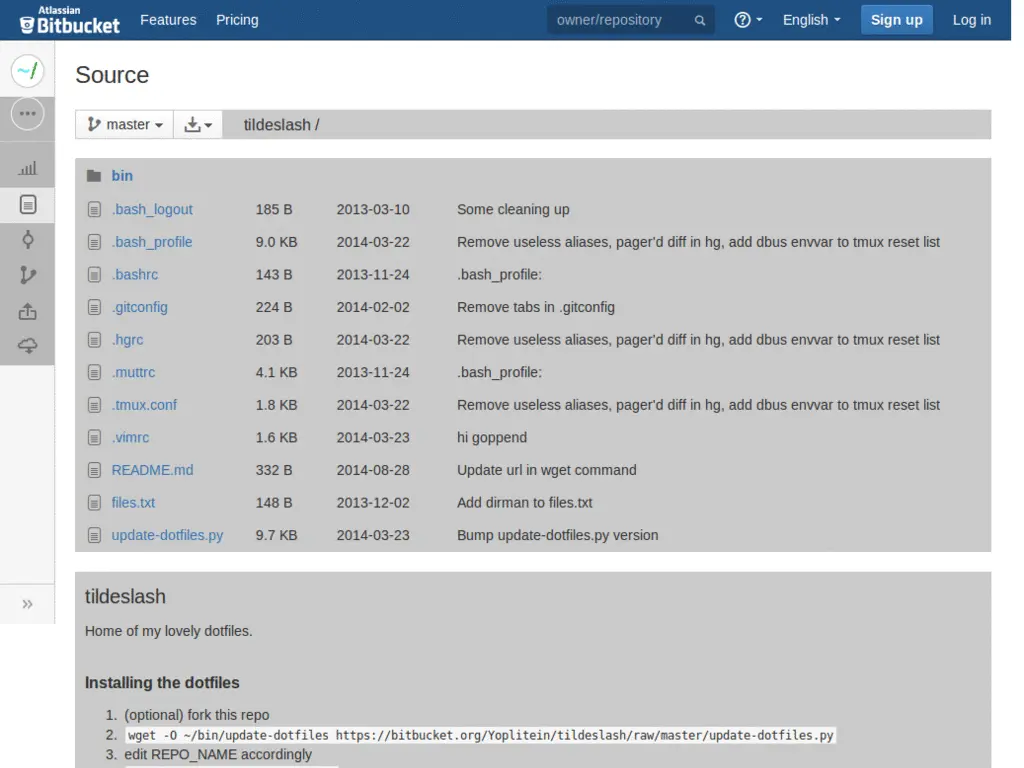 Atlassian
Bitbucket Features Pricing owner/repository English Sign up Log in
Source
master tildeslash /
bin
.bash_logout 185 B 2013-03-10 Some cleaning up
.bash_profile 9.0 KB 2014-03-22 Remove useless aliases, pager'd diff in hg, add dbus envvar to tmux reset list
.bashrc 143 B 2013-11-24 .bash_profile:
.gitconfig 224 B 2014-02-02 Remove tabs in .gitconfig
.hgrc 203 B 2014-03-22 Remove useless aliases, pager'd diff in hg, add dbus envvar to tmux reset list
.muttrc 4.1 KB 2013-11-24 .bash_profile:
.tmux.conf 1.8 KB 2014-03-22 Remove useless aliases, pager'd diff in hg, add dbus envvar to tmux reset list
.vimrc 1.6 KB 2014-03-23 hi goppend
README.md 332 B 2014-08-28 Update url in wget command
files.txt 148 B 2013-12-02 Add dirman to files.txt
update-dotfiles.py 9.7 KB 2014-03-23 Bump update-dotfiles.py version
tildeslash
Home of my lovely dotfiles.
Installing the dotfiles
1. (optional) fork this repo
2. wget -O ~/bin/update-dotfiles https://bitbucket.org/Yoplitein/tildeslash/raw/master/update-dotfiles.py
3. edit REPO_NAME accordingly